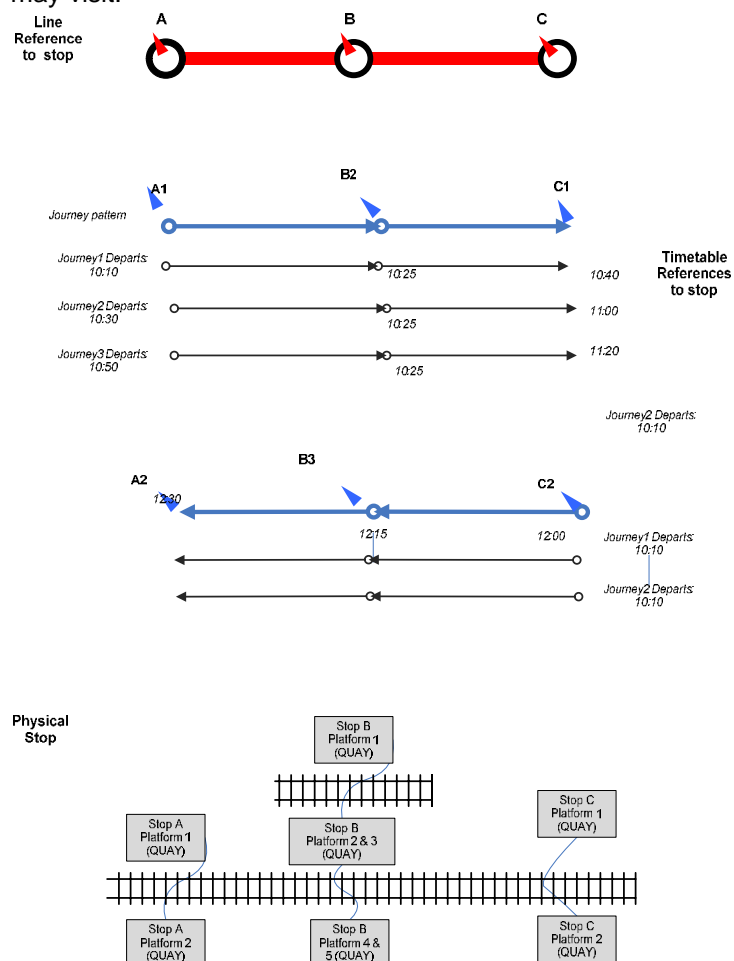 may visit.
Line
Reference
to stop
A
B
C
A1
B2
C1
Journey pattern
Journey1 Departs:
10:10
10:25
10:40
Timetable
References
to stop
Journey2 Departs:
10:30
10:25
11:00
Journey3 Departs:
10:50
10:25
11:20
Journey2 Departs:
10:10
A2
B3
C2
12:30
12:15
12:00
Journey1 Departs:
10:10
Journey2 Departs:
10:10
Physical
Stop
Stop B
Platform 1
(QUAY)
Stop A
Platform 1
(QUAY)
Stop B
Platform 2 & 3
(QUAY)
Stop C
Platform 1
(QUAY)
Stop A
Platform 2
(QUAY)
Stop B
Platform 4 &
5 (QUAY)
Stop C
Platform 2
(QUAY)